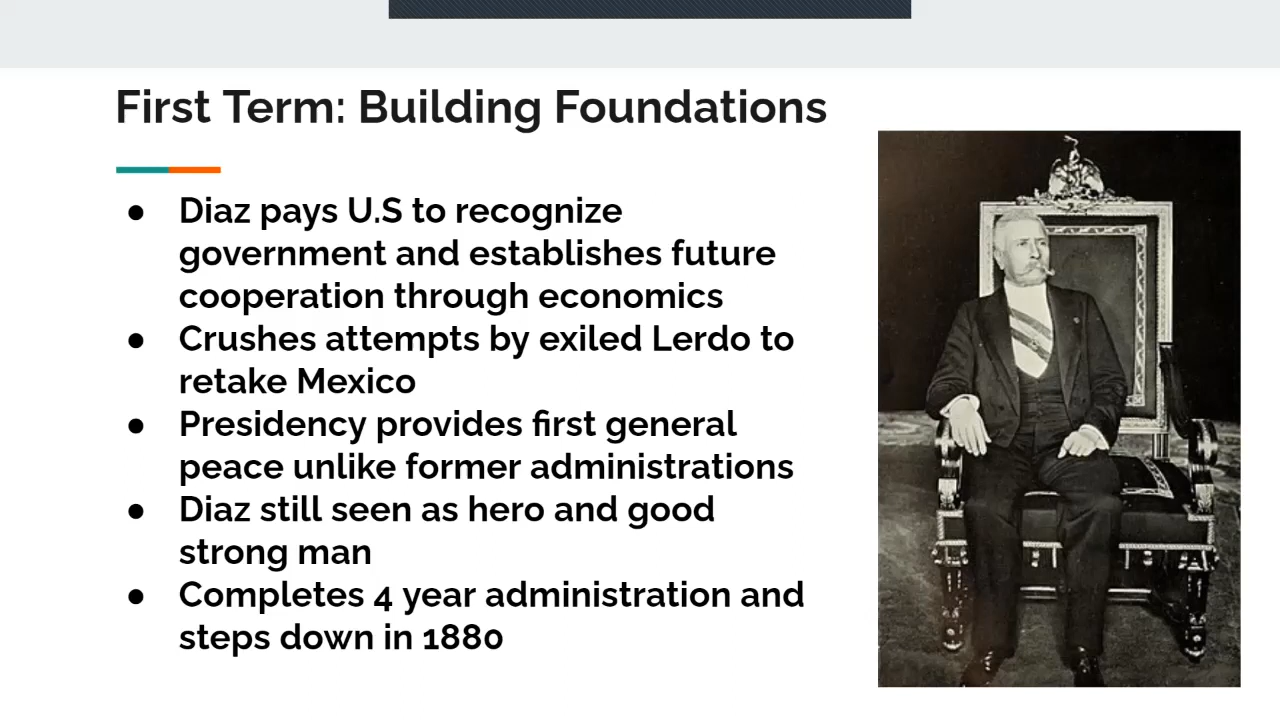 First Term: Building Foundations
● Diaz pays U.S to recognize
government and establishes future
cooperation through economics
● Crushes attempts by exiled Lerdo to
retake Mexico
● Presidency provides first general
peace unlike former administrations
● Diaz still seen as hero and good
strong man
● Completes 4 year administration and
steps down in 1880